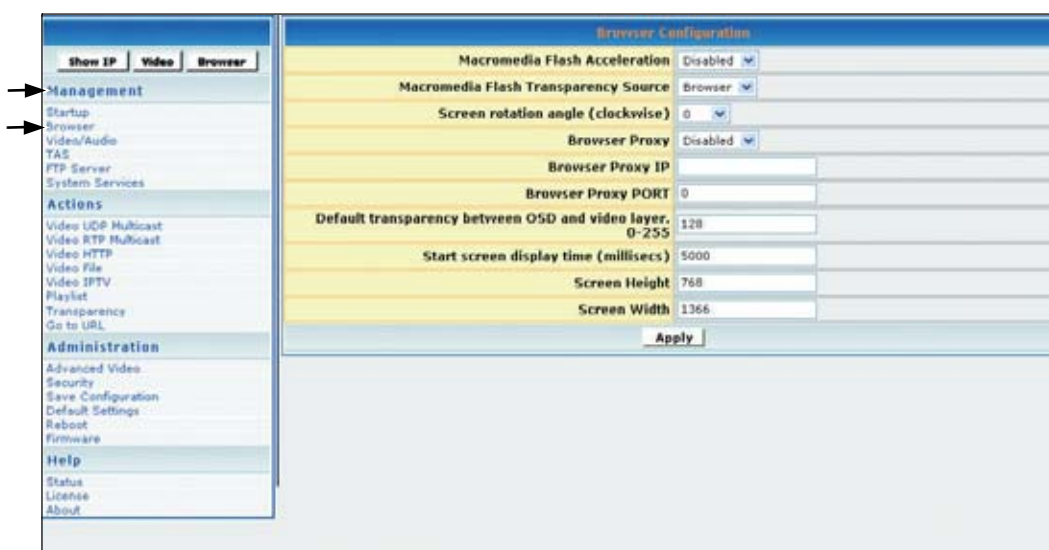 Show IP Video Browser
Management
Startup
Browser
Video/Audio
TAS
FTP Server
System Services
Actions
Video UDP Multicast
Video RTP Multicast
Video HTTP
Video File
Video IPTV
Playlist
Transparency
Go to URL
Administration
Advanced Video
Security
Save Configuration
Default Settings
Reboot
Firmware
Help
Status
License
About
Browser Configuration
Macromedia Flash Acceleration Disabled
Macromedia Flash Transparency Source Browser
Screen rotation angle (clockwise) 0
Browser Proxy Disabled
Browser Proxy IP
Browser Proxy PORT 0
Default transparency between OSD and video layer.
0-255 128
Start screen display time (millisecs) 5000
Screen Height 768
Screen Width 1366
Apply